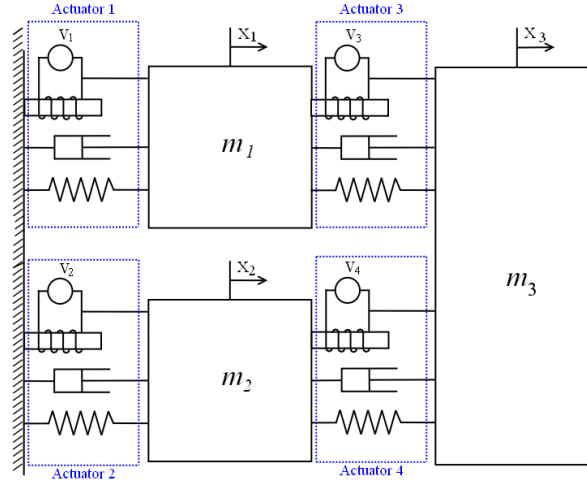 Actuator 1
Actuator 3
V1
X1
V3
X3
m1
V2
X2
V4
m3
m2
Actuator 2
Actuator 4